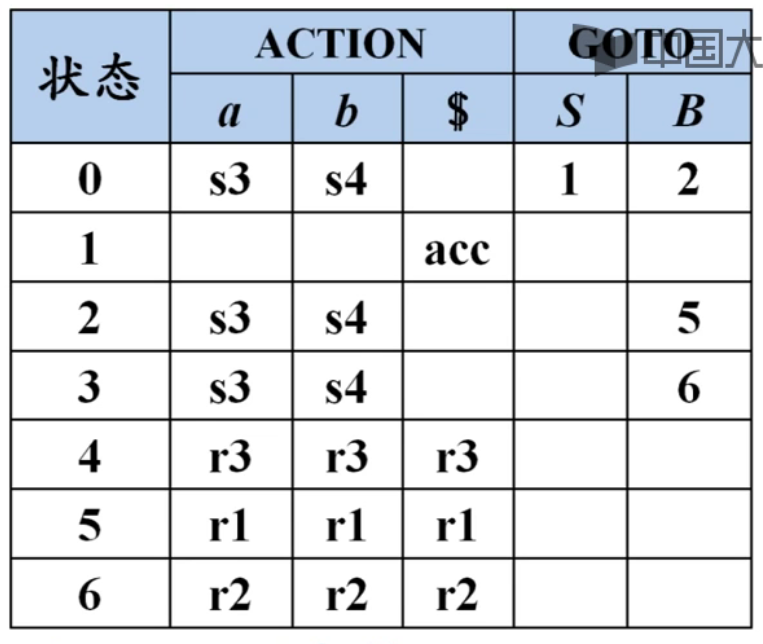 状态 ACTION GOTO
a b $ S B
0 s3 s4 1 2
1 acc
2 s3 s4 5
3 s3 s4 6
4 r3 r3 r3
5 r1 r1 r1
6 r2 r2 r2
中国大